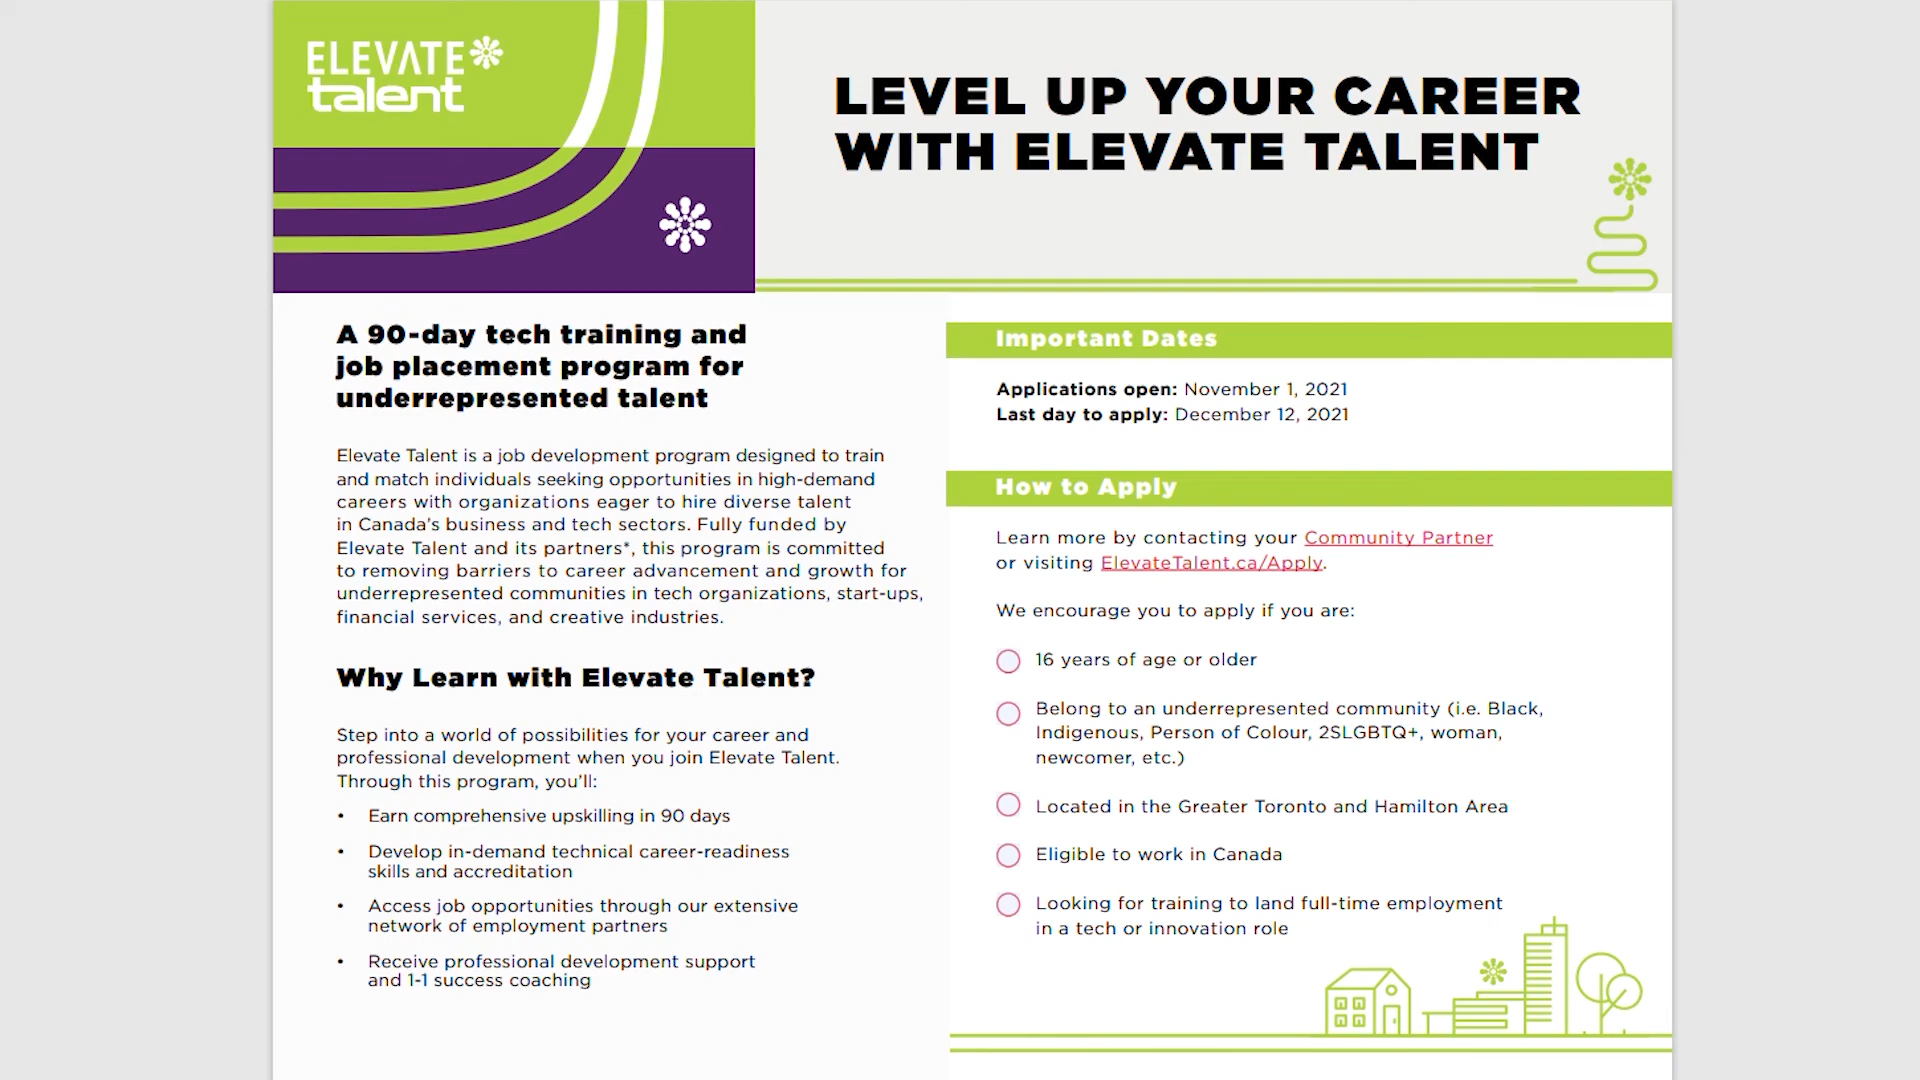 ELEVATE
talent
LEVEL UP YOUR CAREER
WITH ELEVATE TALENT
A 90-day tech training and
job placement program for
underrepresented talent
Elevate Talent is a job development program designed to train
and match individuals seeking opportunities in high-demand
careers with organizations eager to hire diverse talent
in Canada’s business and tech sectors. Fully funded by
Elevate Talent and its partners*, this program is committed
to removing barriers to career advancement and growth for
underrepresented communities in tech organizations, start-ups,
financial services, and creative industries.
Why Learn with Elevate Talent?
Step into a world of possibilities for your career and
professional development when you join Elevate Talent.
Through this program, you’ll:
• Earn comprehensive upskilling in 90 days
• Develop in-demand technical career-readiness
skills and accreditation
• Access job opportunities through our extensive
network of employment partners
• Receive professional development support
and 1-1 success coaching
Important Dates
Applications open: November 1, 2021
Last day to apply: December 12, 2021
How to Apply
Learn more by contacting your Community Partner
or visiting ElevateTalent.ca/Apply.
We encourage you to apply if you are:
16 years of age or older
Belong to an underrepresented community (i.e. Black,
Indigenous, Person of Colour, 2SLGBTQ+, woman,
newcomer, etc.)
Located in the Greater Toronto and Hamilton Area
Eligible to work in Canada
Looking for training to land full-time employment
in a tech or innovation role